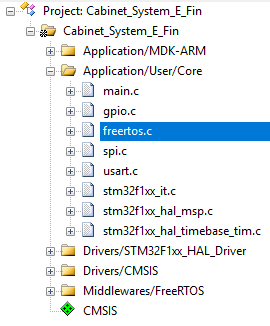 Project: Cabinet_System_E_Fin
Cabinet_System_E_Fin
Application/MDK-ARM
Application/User/Core
main.c
gpio.c
freertos.c
spi.c
usart.c
stm32f1xx_it.c
stm32f1xx_hal_msp.c
stm32f1xx_hal_timebase_tim.c
Drivers/STM32F1xx_HAL_Driver
Drivers/CMSIS
Middlewares/FreeRTOS
CMSIS